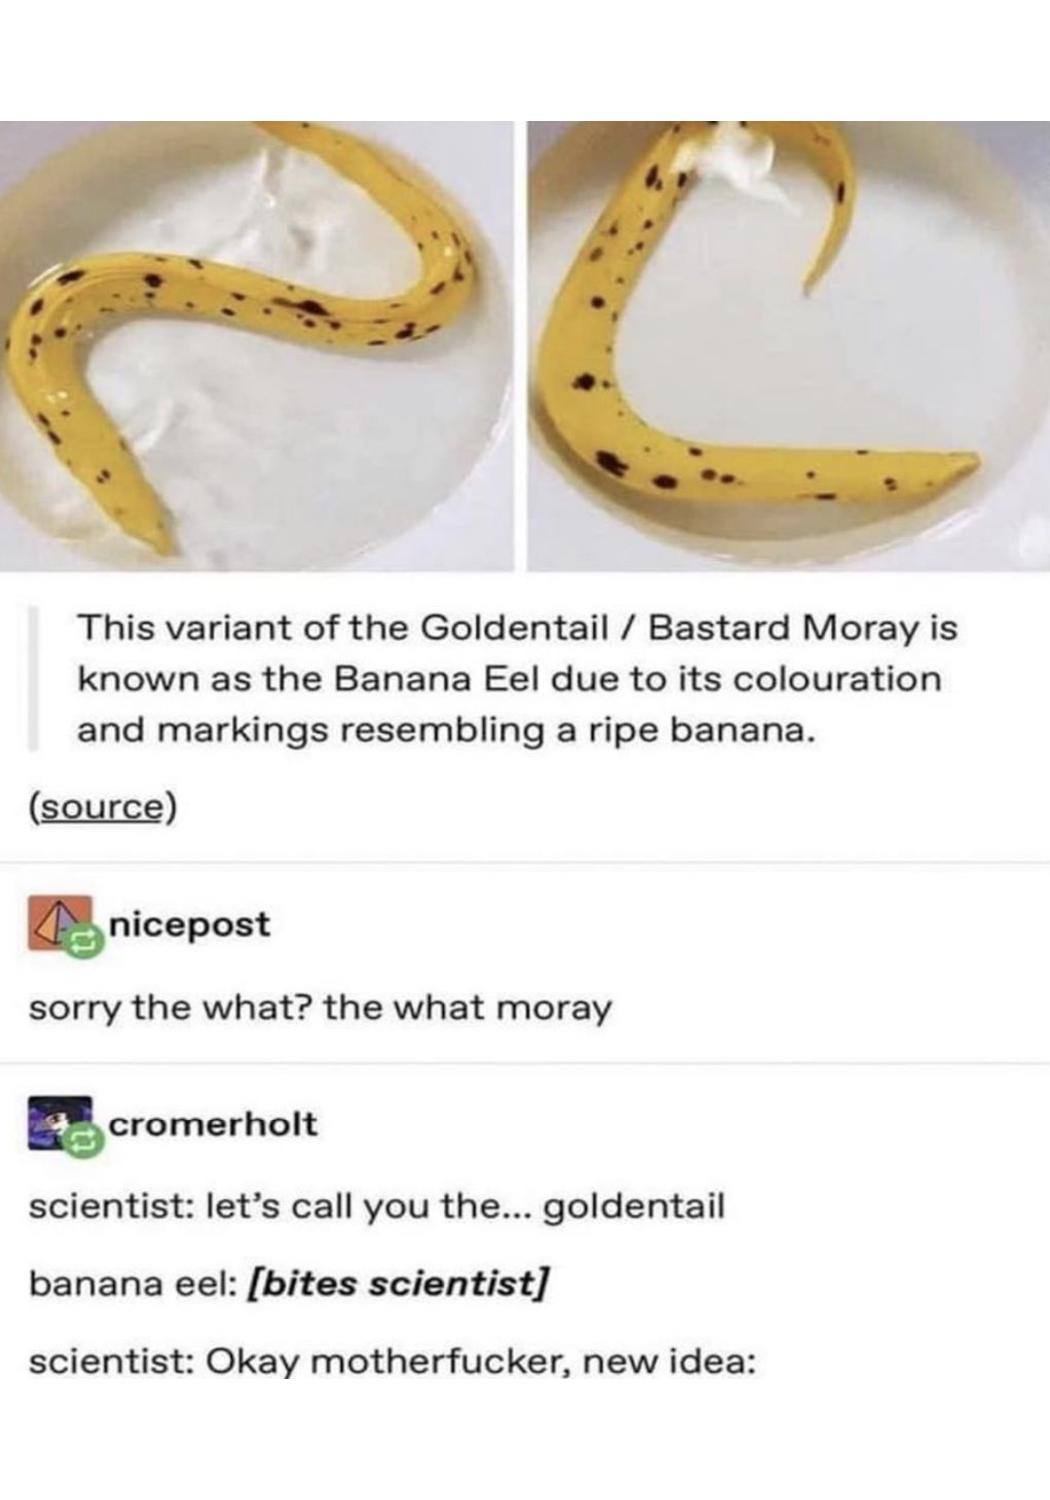 This variant of the Goldentail / Bastard Moray is
known as the Banana Eel due to its colouration
and markings resembling a ripe banana.
(source)
nicepost
sorry the what? the what moray
cromerholt
scientist: let's call you the... goldentail
banana eel: [bites scientist]
scientist: Okay motherfucker, new idea: